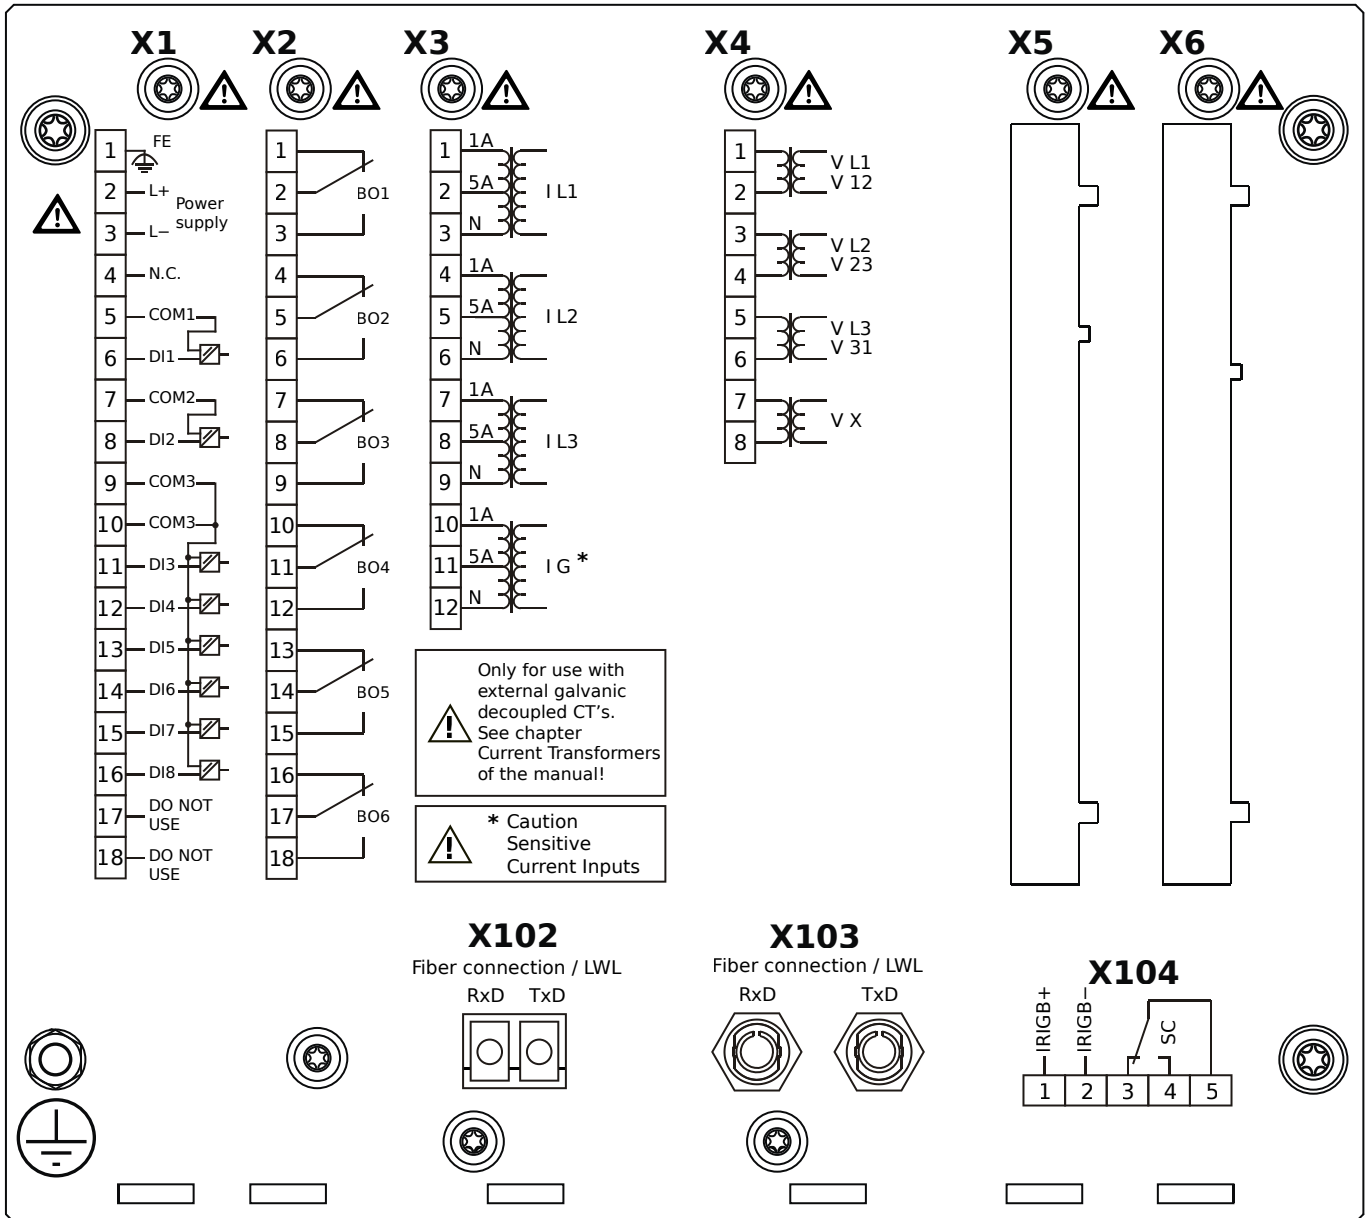 X1
X2
X3
X4
X5
X6
1 FE
2 L+
Power
supply
3 L−
4 N.C.
5 COM1
6 DI1
7 COM2
8 DI2
9 COM3
10 COM3
11 DI3
12 DI4
13 DI5
14 DI6
15 DI7
16 DI8
17 DO NOT
USE
18 DO NOT
USE
1
2 BO1
3
4
5 BO2
6
7
8 BO3
9
10
11 BO4
12
13
14 BO5
15
16
17 BO6
18
1 1A
2 5A I L1
3 N
4 1A
5 5A I L2
6 N
7 1A
8 5A I L3
9 N
10 1A
11 5A I G *
12 N
Only for use with
external galvanic
decoupled CT's.
See chapter
Current Transformers
of the manual!
* Caution
Sensitive
Current Inputs
1 V L1
2 V 12
3 V L2
4 V 23
5 V L3
6 V 31
7 V X
8
X102
Fiber connection / LWL
RxD TxD
X103
Fiber connection / LWL
RxD TxD
X104
IRIGB+
IRIGB−
SC
1 2 3 4 5